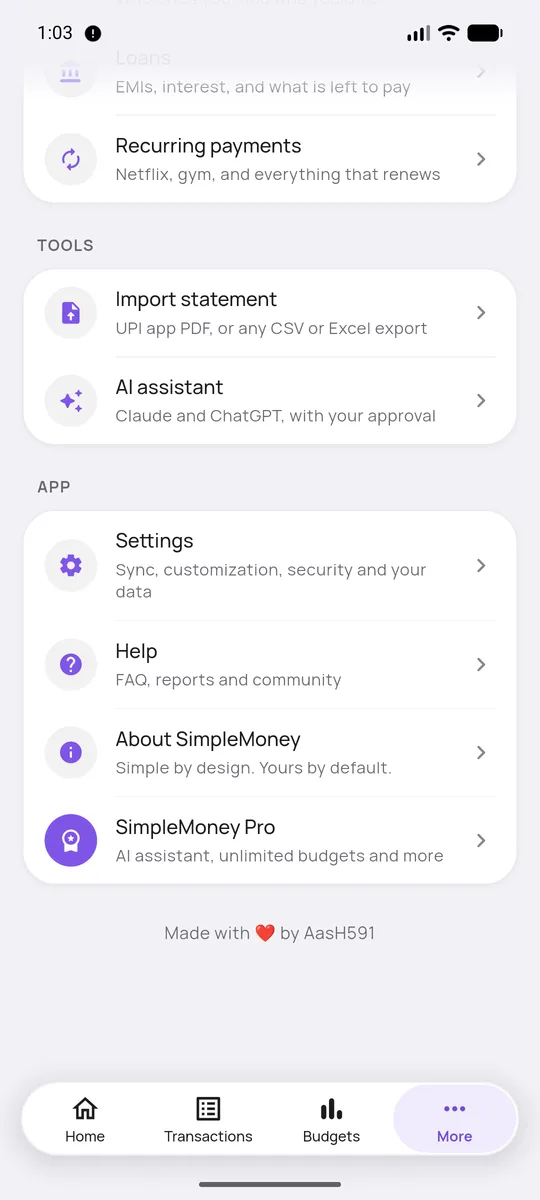 1:03
Loans
EMIs, interest, and what is left to pay
Recurring payments
Netflix, gym, and everything that renews
TOOLS
Import statement
UPI app PDF, or any CSV or Excel export
AI assistant
Claude and ChatGPT, with your approval
APP
Settings
Sync, customization, security and your
data
Help
FAQ, reports and community
About SimpleMoney
Simple by design. Yours by default.
SimpleMoney Pro
AI assistant, unlimited budgets and more
Made with ❤️ by AasH591
Home
Transactions
Budgets
More